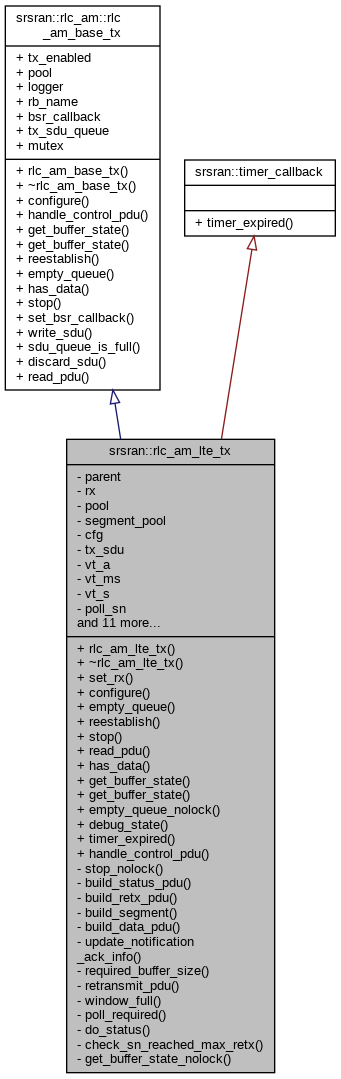 srsran::rlc_am::rlc
_am_base_tx
+ tx_enabled
+ pool
+ logger
+ rb_name
+ bsr_callback
+ tx_sdu_queue
+ mutex
+ rlc_am_base_tx()
+ ~rlc_am_base_tx()
+ configure()
+ handle_control_pdu()
+ get_buffer_state()
+ get_buffer_state()
+ reestablish()
+ empty_queue()
+ has_data()
+ stop()
+ set_bsr_callback()
+ write_sdu()
+ sdu_queue_is_full()
+ discard_sdu()
+ read_pdu()
srsran::timer_callback
+ timer_expired()
srsran::rlc_am_lte_tx
- parent
- rx
- pool
- segment_pool
- cfg
- tx_sdu
- vt_a
- vt_ms
- vt_s
- poll_sn
and 11 more...
+ rlc_am_lte_tx()
+ ~rlc_am_lte_tx()
+ set_rx()
+ configure()
+ empty_queue()
+ reestablish()
+ stop()
+ read_pdu()
+ has_data()
+ get_buffer_state()
+ get_buffer_state()
+ empty_queue_nolock()
+ debug_state()
+ timer_expired()
+ handle_control_pdu()
- stop_nolock()
- build_status_pdu()
- build_retx_pdu()
- build_segment()
- build_data_pdu()
- update_notification
_ack_info()
- required_buffer_size()
- retransmit_pdu()
- window_full()
- poll_required()
- do_status()
- check_sn_reached_max_retx()
- get_buffer_state_nolock()